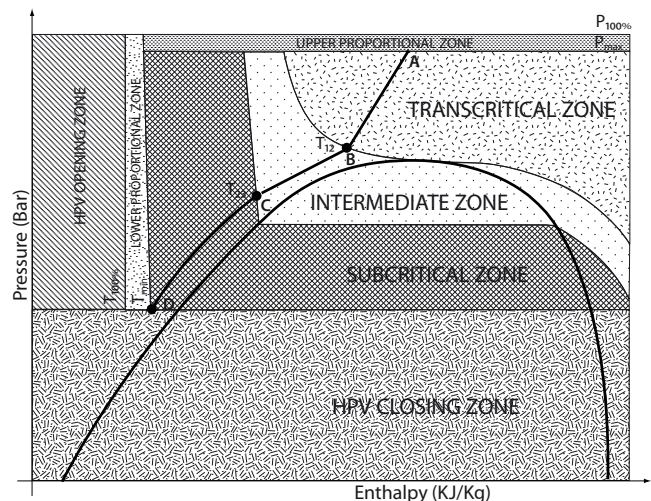 P100%
UPPER PROPORTIONAL ZONE
Pmax
A
TRANSCRITICAL ZONE
HPV OPENING ZONE
LOWER PROPORTIONAL ZONE
T12
B
T23
C
INTERMEDIATE ZONE
Pressure (Bar)
T100%
Tmin
D
SUBCRITICAL ZONE
HPV CLOSING ZONE
Enthalpy (KJ/Kg)